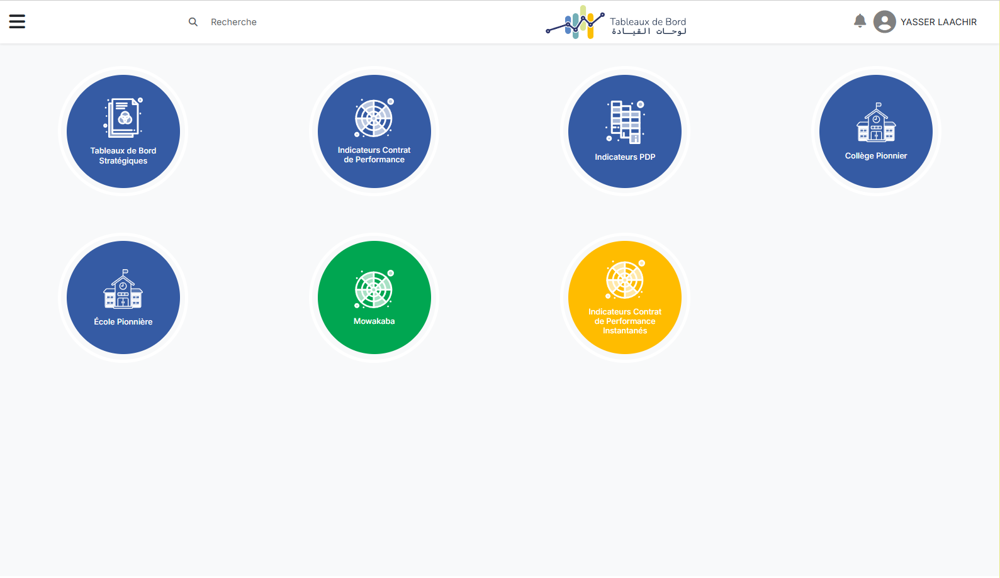 Recherche
Tableaux de Bord
لوحات القيادة
YASSER LAACHIR
Tableaux de Bord
Stratégiques
Indicateurs Contrat
de Performance
Indicateurs PDP
Collège Pionnier
École Pionnière
Mowakaba
Indicateurs Contrat
de Performance
Instantanés